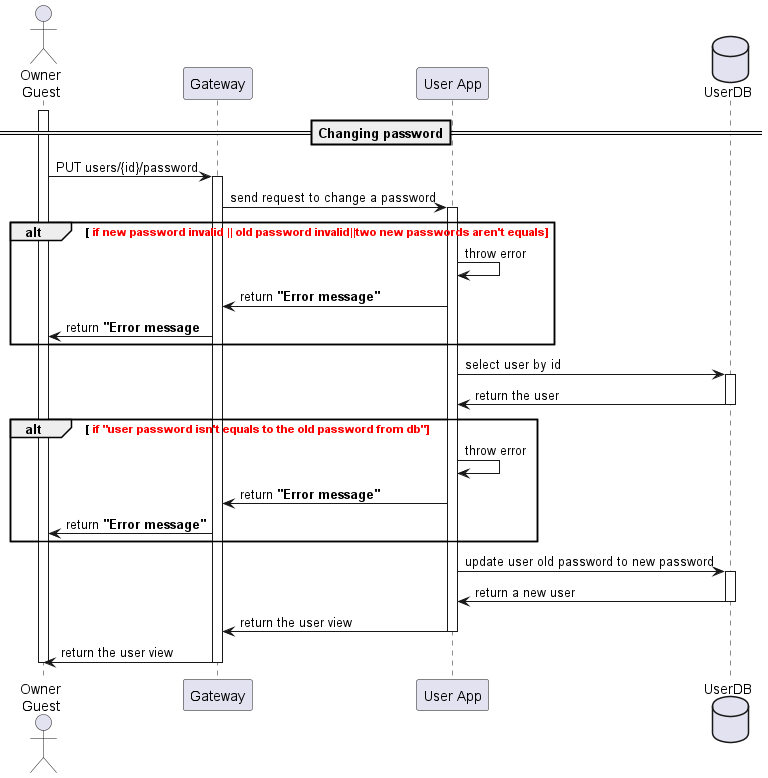 Owner
Guest
Gateway
User App
UserDB
Changing password
PUT users/{id}/password
send request to change a password
alt [ if new password invalid || old password invalid||two new passwords aren't equals]
throw error
return "Error message"
return "Error message
select user by id
return the user
alt [ if "user password isn't equals to the old password from db"]
throw error
return "Error message"
return "Error message"
update user old password to new password
return a new user
return the user view
return the user view
Owner
Guest
Gateway
User App
UserDB